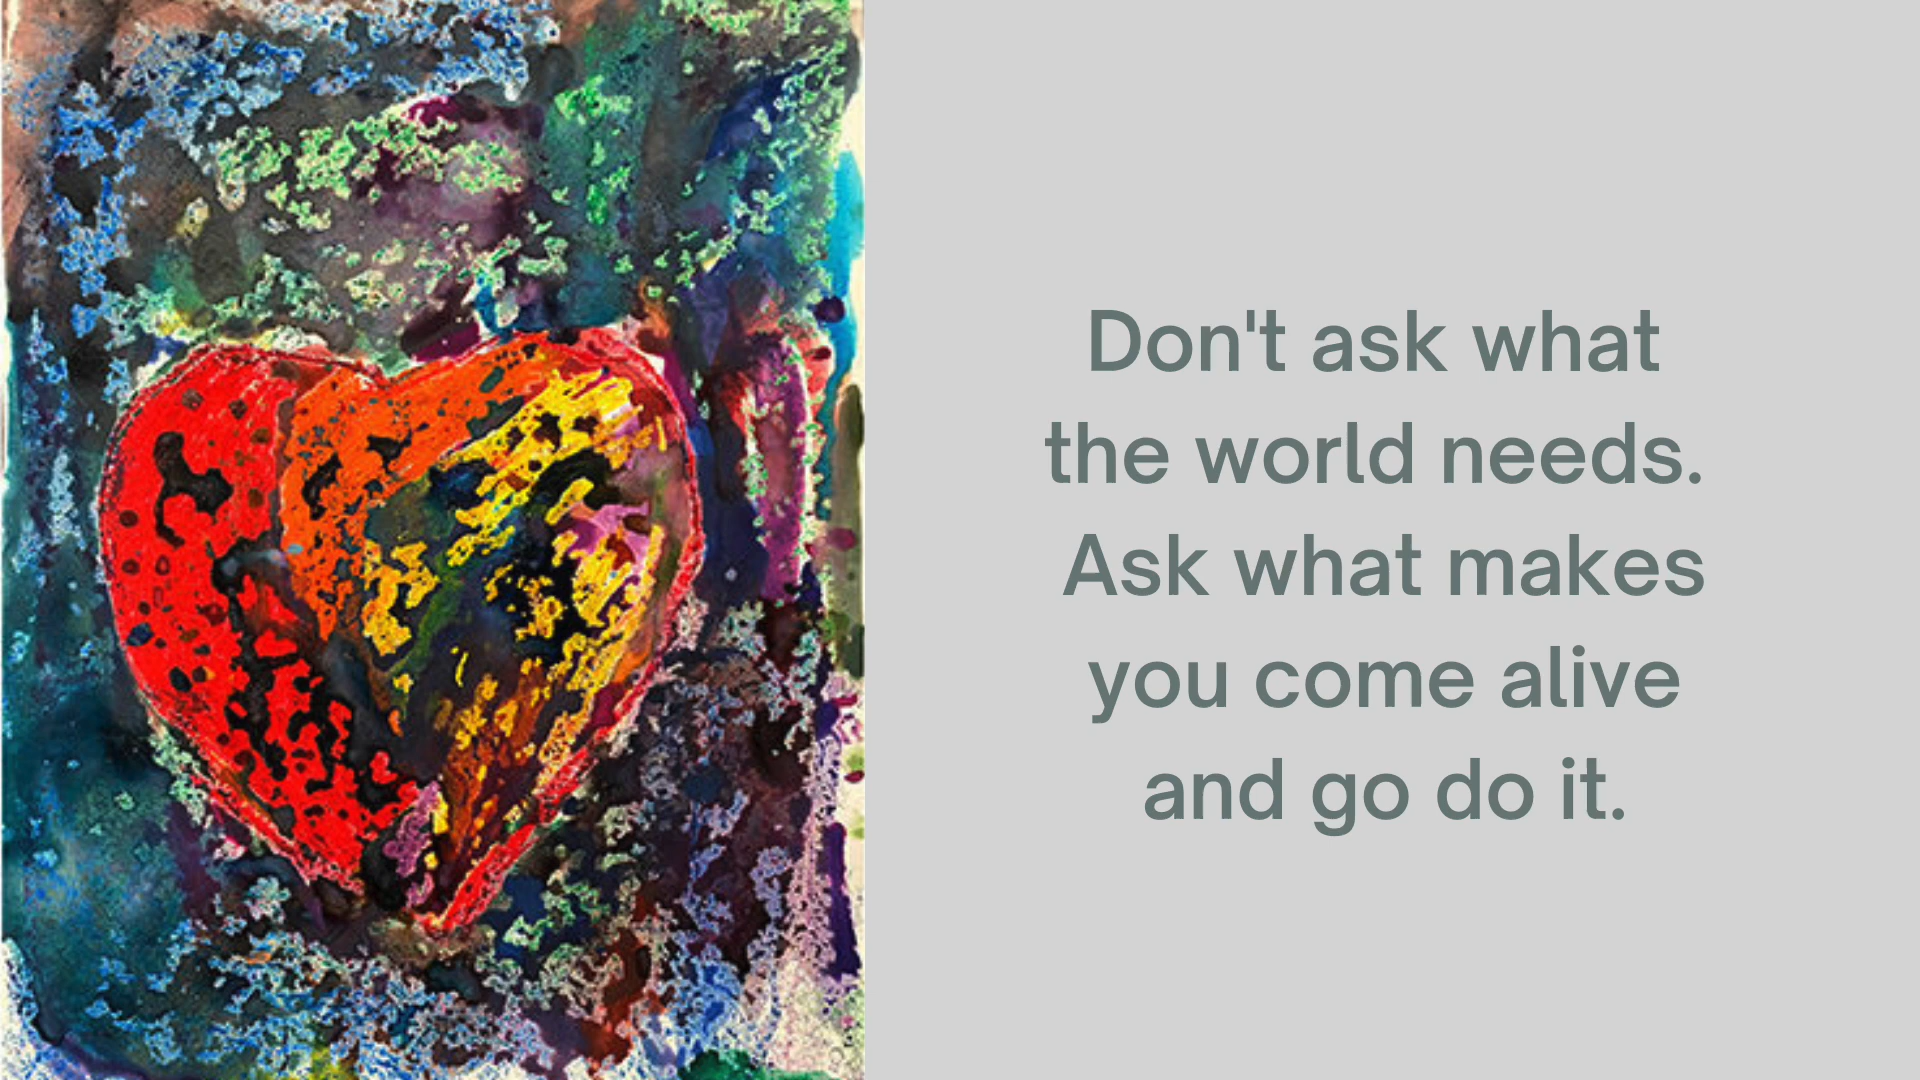 Don't ask what
the world needs.
Ask what makes
you come alive
and go do it.